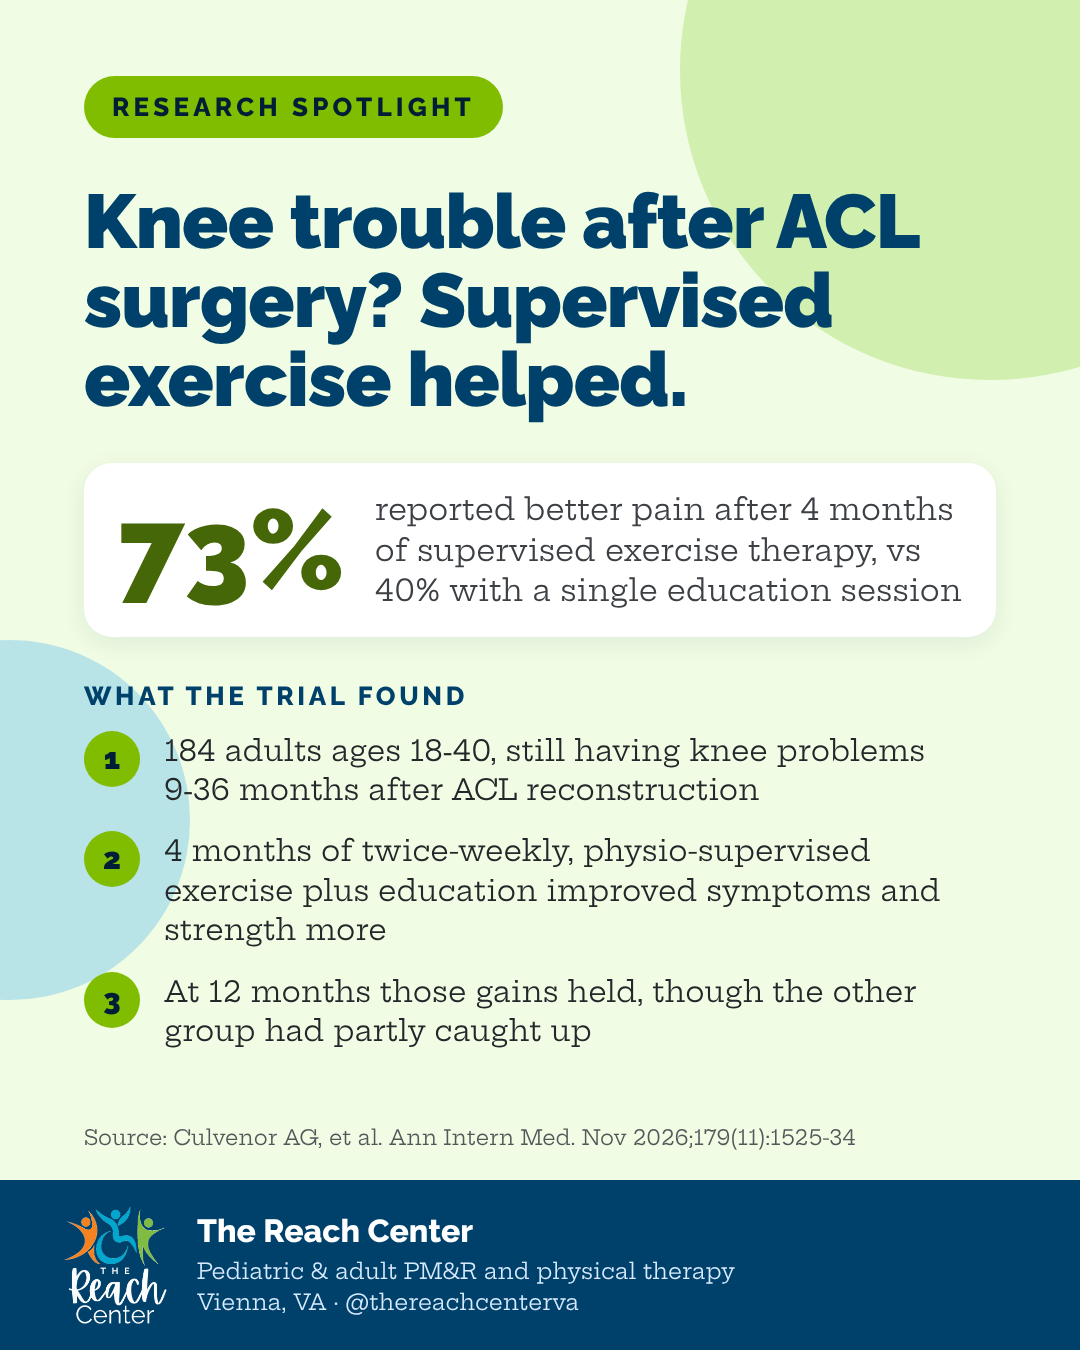 RESEARCH SPOTLIGHT
Knee trouble after ACL
surgery? Supervised
exercise helped.
73%
reported better pain after 4 months
of supervised exercise therapy, vs
40% with a single education session
WHAT THE TRIAL FOUND
1
184 adults ages 18-40, still having knee problems
9-36 months after ACL reconstruction
2
4 months of twice-weekly, physio-supervised
exercise plus education improved symptoms and
strength more
3
At 12 months those gains held, though the other
group had partly caught up
Source: Culvenor AG, et al. Ann Intern Med. Nov 2026;179(11):1525-34
THE
Reach
Center
The Reach Center
Pediatric & adult PM&R and physical therapy
Vienna, VA · @thereachcenterva